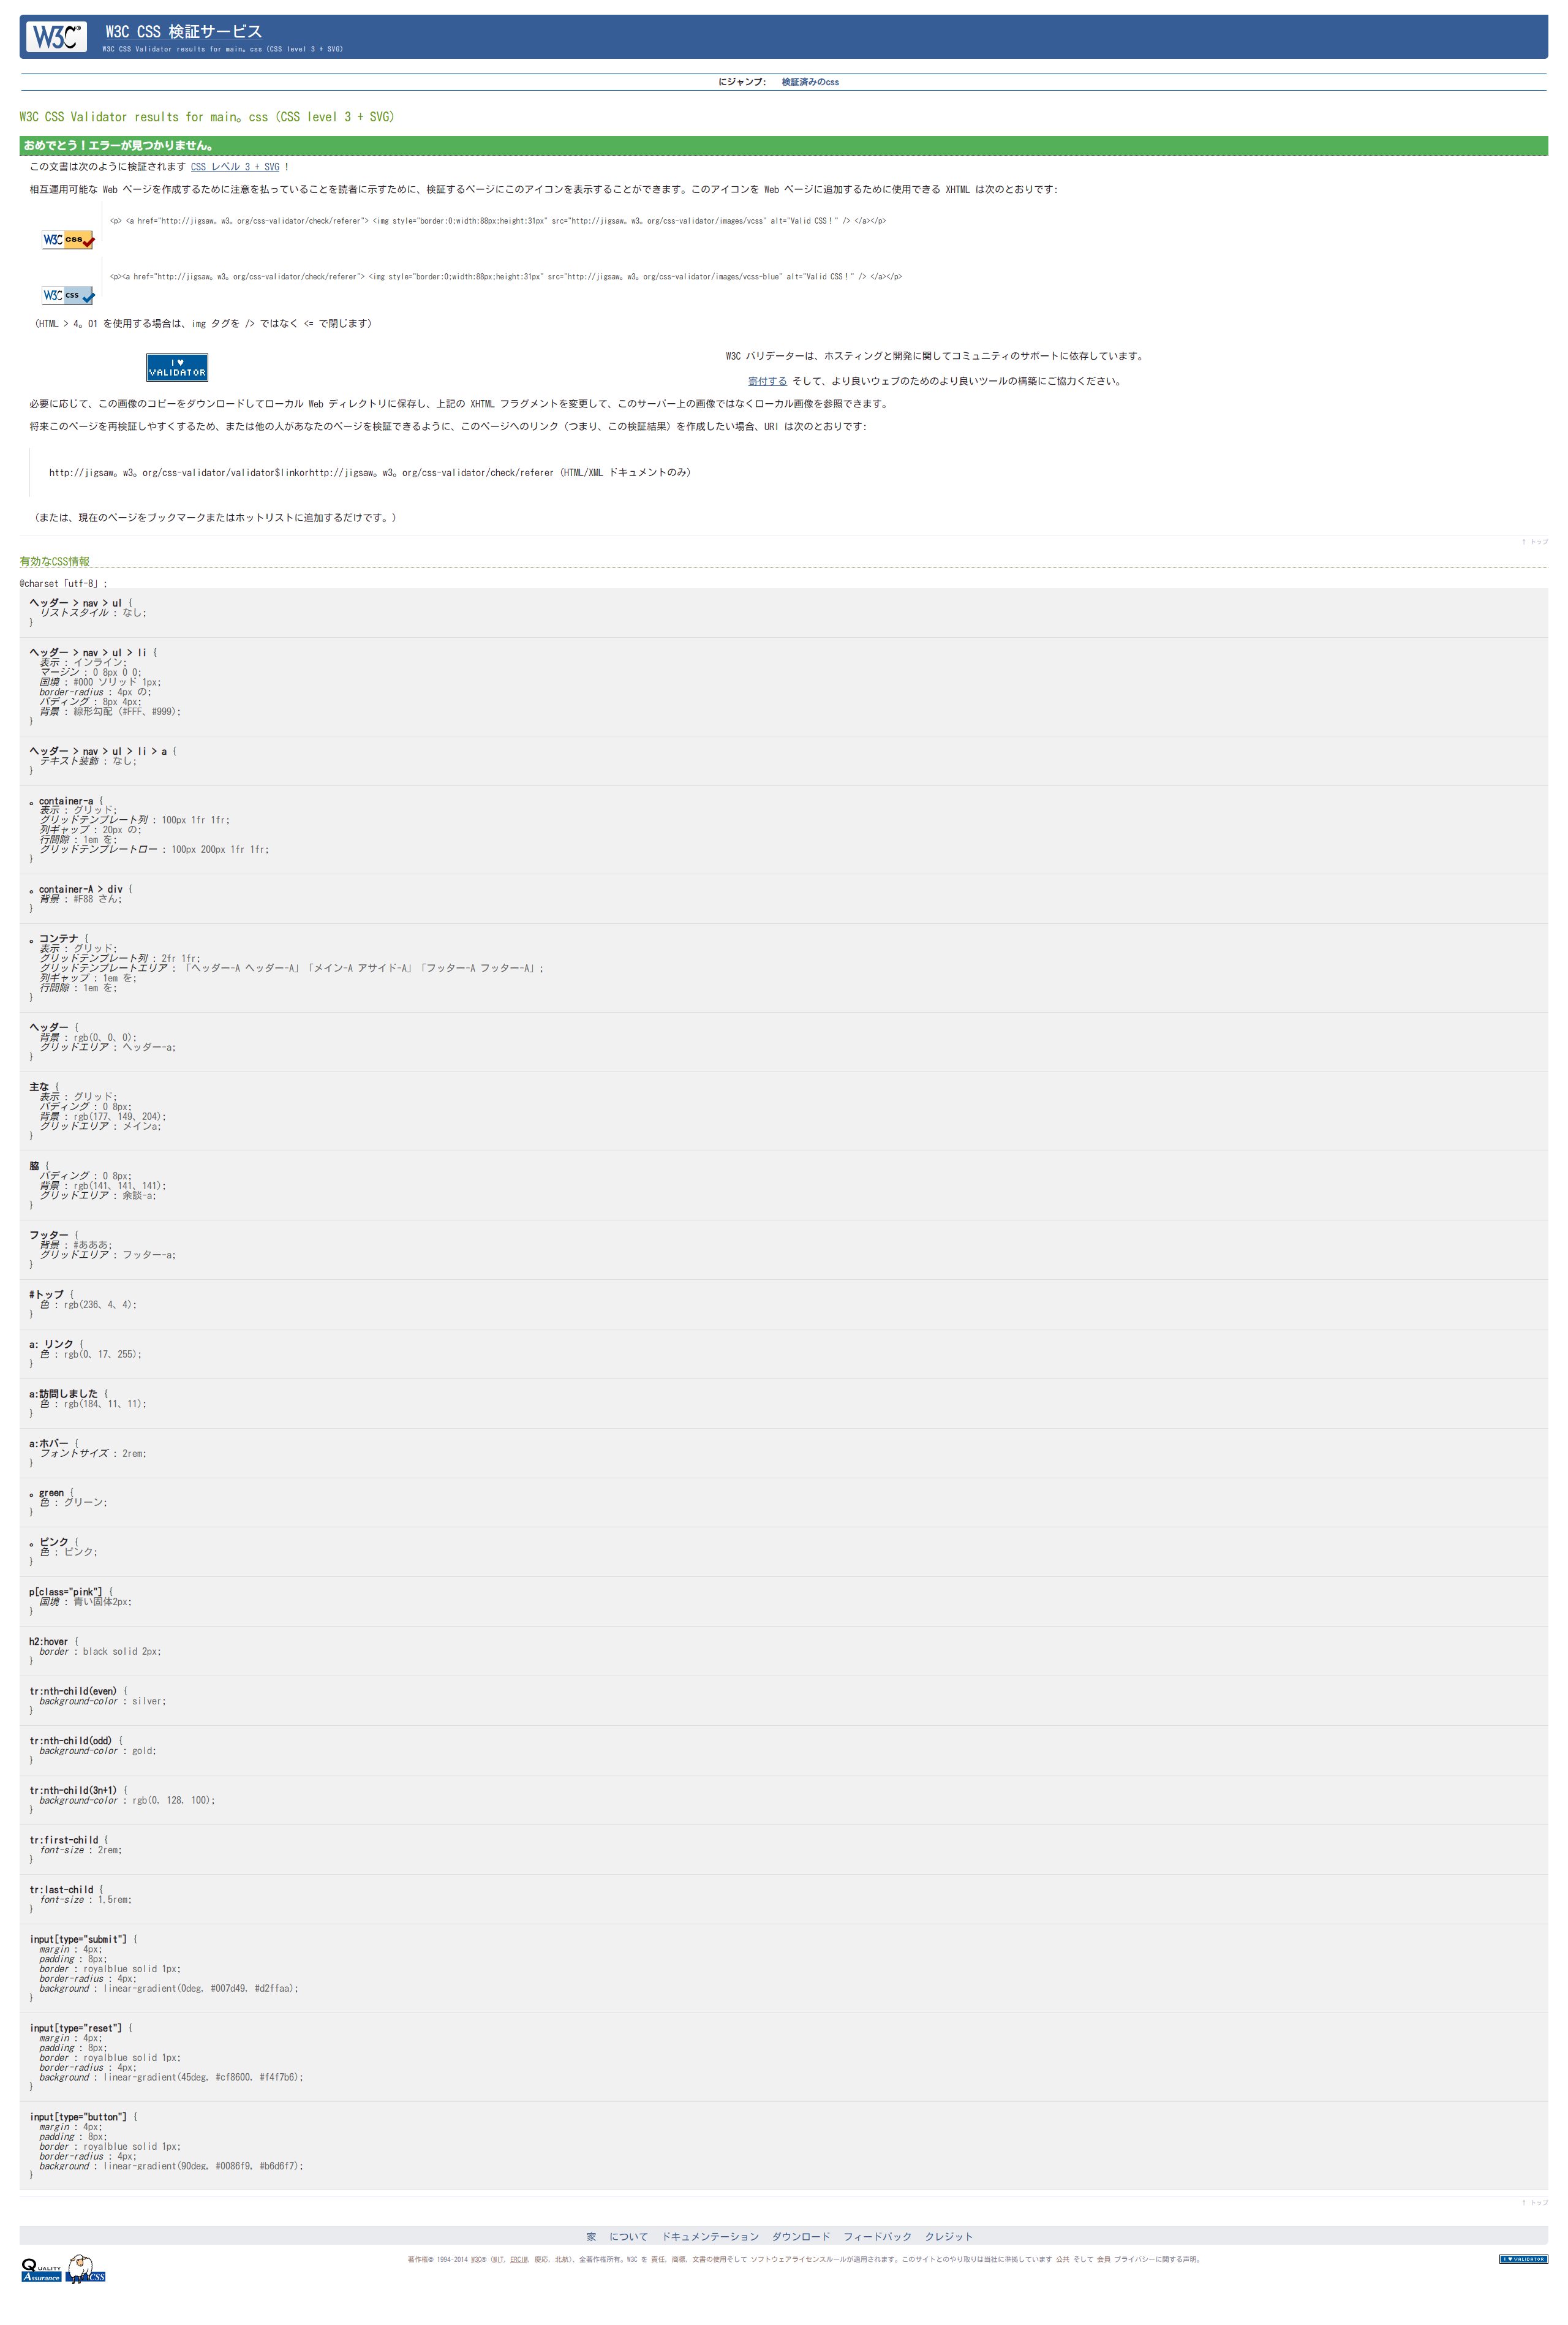 W3C® W3C CSS 検証サービス
W3C CSS Validator results for main。css (CSS level 3 + SVG)
にジャンプ: 検証済みのcss
W3C CSS Validator results for main。css (CSS level 3 + SVG)
おめでとう！エラーが見つかりません。
この文書は次のように検証されます CSS レベル 3 + SVG !
相互運用可能な Web ページを作成するために注意を払っていることを読者に示すために、検証するページにこのアイコンを表示することができます。このアイコンを Web ページに追加するために使用できる XHTML は次のとおりです:
<p> <a href="http://jigsaw。w3。org/css-validator/check/referer"> <img style="border:0;width:88px;height:31px" src="http://jigsaw。w3。org/css-validator/images/vcss" alt="Valid CSS！" /> </a></p>
W3C css
<p><a href="http://jigsaw。w3。org/css-validator/check/referer"> <img style="border:0;width:88px;height:31px" src="http://jigsaw。w3。org/css-validator/images/vcss-blue" alt="Valid CSS！" /> </a></p>
W3C css
(HTML > 4。01 を使用する場合は、img タグを /> ではなく <= で閉じます)
I ♥
VALIDATOR
W3C バリデーターは、ホスティングと開発に関してコミュニティのサポートに依存しています。
寄付する そして、より良いウェブのためのより良いツールの構築にご協力ください。
必要に応じて、この画像のコピーをダウンロードしてローカル Web ディレクトリに保存し、上記の XHTML フラグメントを変更して、このサーバー上の画像ではなくローカル画像を参照できます。
将来このページを再検証しやすくするため、または他の人があなたのページを検証できるように、このページへのリンク (つまり、この検証結果) を作成したい場合、URI は次のとおりです:
http://jigsaw。w3。org/css-validator/validator$linkorhttp://jigsaw。w3。org/css-validator/check/referer (HTML/XML ドキュメントのみ)
（または、現在のページをブックマークまたはホットリストに追加するだけです。）
↑ トップ
有効なCSS情報
@charset「utf-8」;
ヘッダー > nav > ul {
リストスタイル : なし;
}
ヘッダー > nav > ul > li {
表示 : インライン;
マージン : 0 8px 0 0;
国境 : #000 ソリッド 1px;
border-radius : 4px の;
パディング : 8px 4px;
背景 : 線形勾配 (#FFF、#999);
}
ヘッダー > nav > ul > li > a {
テキスト装飾 : なし;
}
。container-a {
表示 : グリッド;
グリッドテンプレート列 : 100px 1fr 1fr;
列ギャップ : 20px の;
行間隙 : 1em を;
グリッドテンプレートロー : 100px 200px 1fr 1fr;
}
。container-A > div {
背景 : #F88 さん;
}
。コンテナ {
表示 : グリッド;
グリッドテンプレート列 : 2fr 1fr;
グリッドテンプレートエリア : 「ヘッダー-A ヘッダー-A」「メイン-A アサイド-A」「フッター-A フッター-A」;
列ギャップ : 1em を;
行間隙 : 1em を;
}
ヘッダー {
背景 : rgb(0、0、0);
グリッドエリア : ヘッダー-a;
}
主な {
表示 : グリッド;
パディング : 0 8px;
背景 : rgb(177、149、204);
グリッドエリア : メインa;
}
脇 {
パディング : 0 8px;
背景 : rgb(141、141、141);
グリッドエリア : 余談-a;
}
フッター {
背景 : #あああ;
グリッドエリア : フッター-a;
}
#トップ {
色 : rgb(236、4、4);
}
a: リンク {
色 : rgb(0、17、255);
}
a:訪問しました {
色 : rgb(184、11、11);
}
a:ホバー {
フォントサイズ : 2rem;
}
。green {
色 : グリーン;
}
。ピンク {
色 : ピンク;
}
p[class="pink"] {
国境 : 青い固体2px;
}
h2:hover {
border : black solid 2px;
}
tr:nth-child(even) {
background-color : silver;
}
tr:nth-child(odd) {
background-color : gold;
}
tr:nth-child(3n+1) {
background-color : rgb(0, 128, 100);
}
tr:first-child {
font-size : 2rem;
}
tr:last-child {
font-size : 1.5rem;
}
input[type="submit"] {
margin : 4px;
padding : 8px;
border : royalblue solid 1px;
border-radius : 4px;
background : linear-gradient(0deg, #007d49, #d2ffaa);
}
input[type="reset"] {
margin : 4px;
padding : 8px;
border : royalblue solid 1px;
border-radius : 4px;
background : linear-gradient(45deg, #cf8600, #f4f7b6);
}
input[type="button"] {
margin : 4px;
padding : 8px;
border : royalblue solid 1px;
border-radius : 4px;
background : linear-gradient(90deg, #0086f9, #b6d6f7);
}
↑ トップ
家 について ドキュメンテーション ダウンロード フィードバック クレジット
QUALITY
Assurance
CSS
著作権© 1994-2014 W3C® (MIT, ERCIM, 慶応, 北航), 全著作権所有。W3C を 責任, 商標, 文書の使用そして ソフトウェアライセンスルールが適用されます。このサイトとのやり取りは当社に準拠しています 公共 そして 会員 プライバシーに関する声明。
I ♥ VALIDATOR